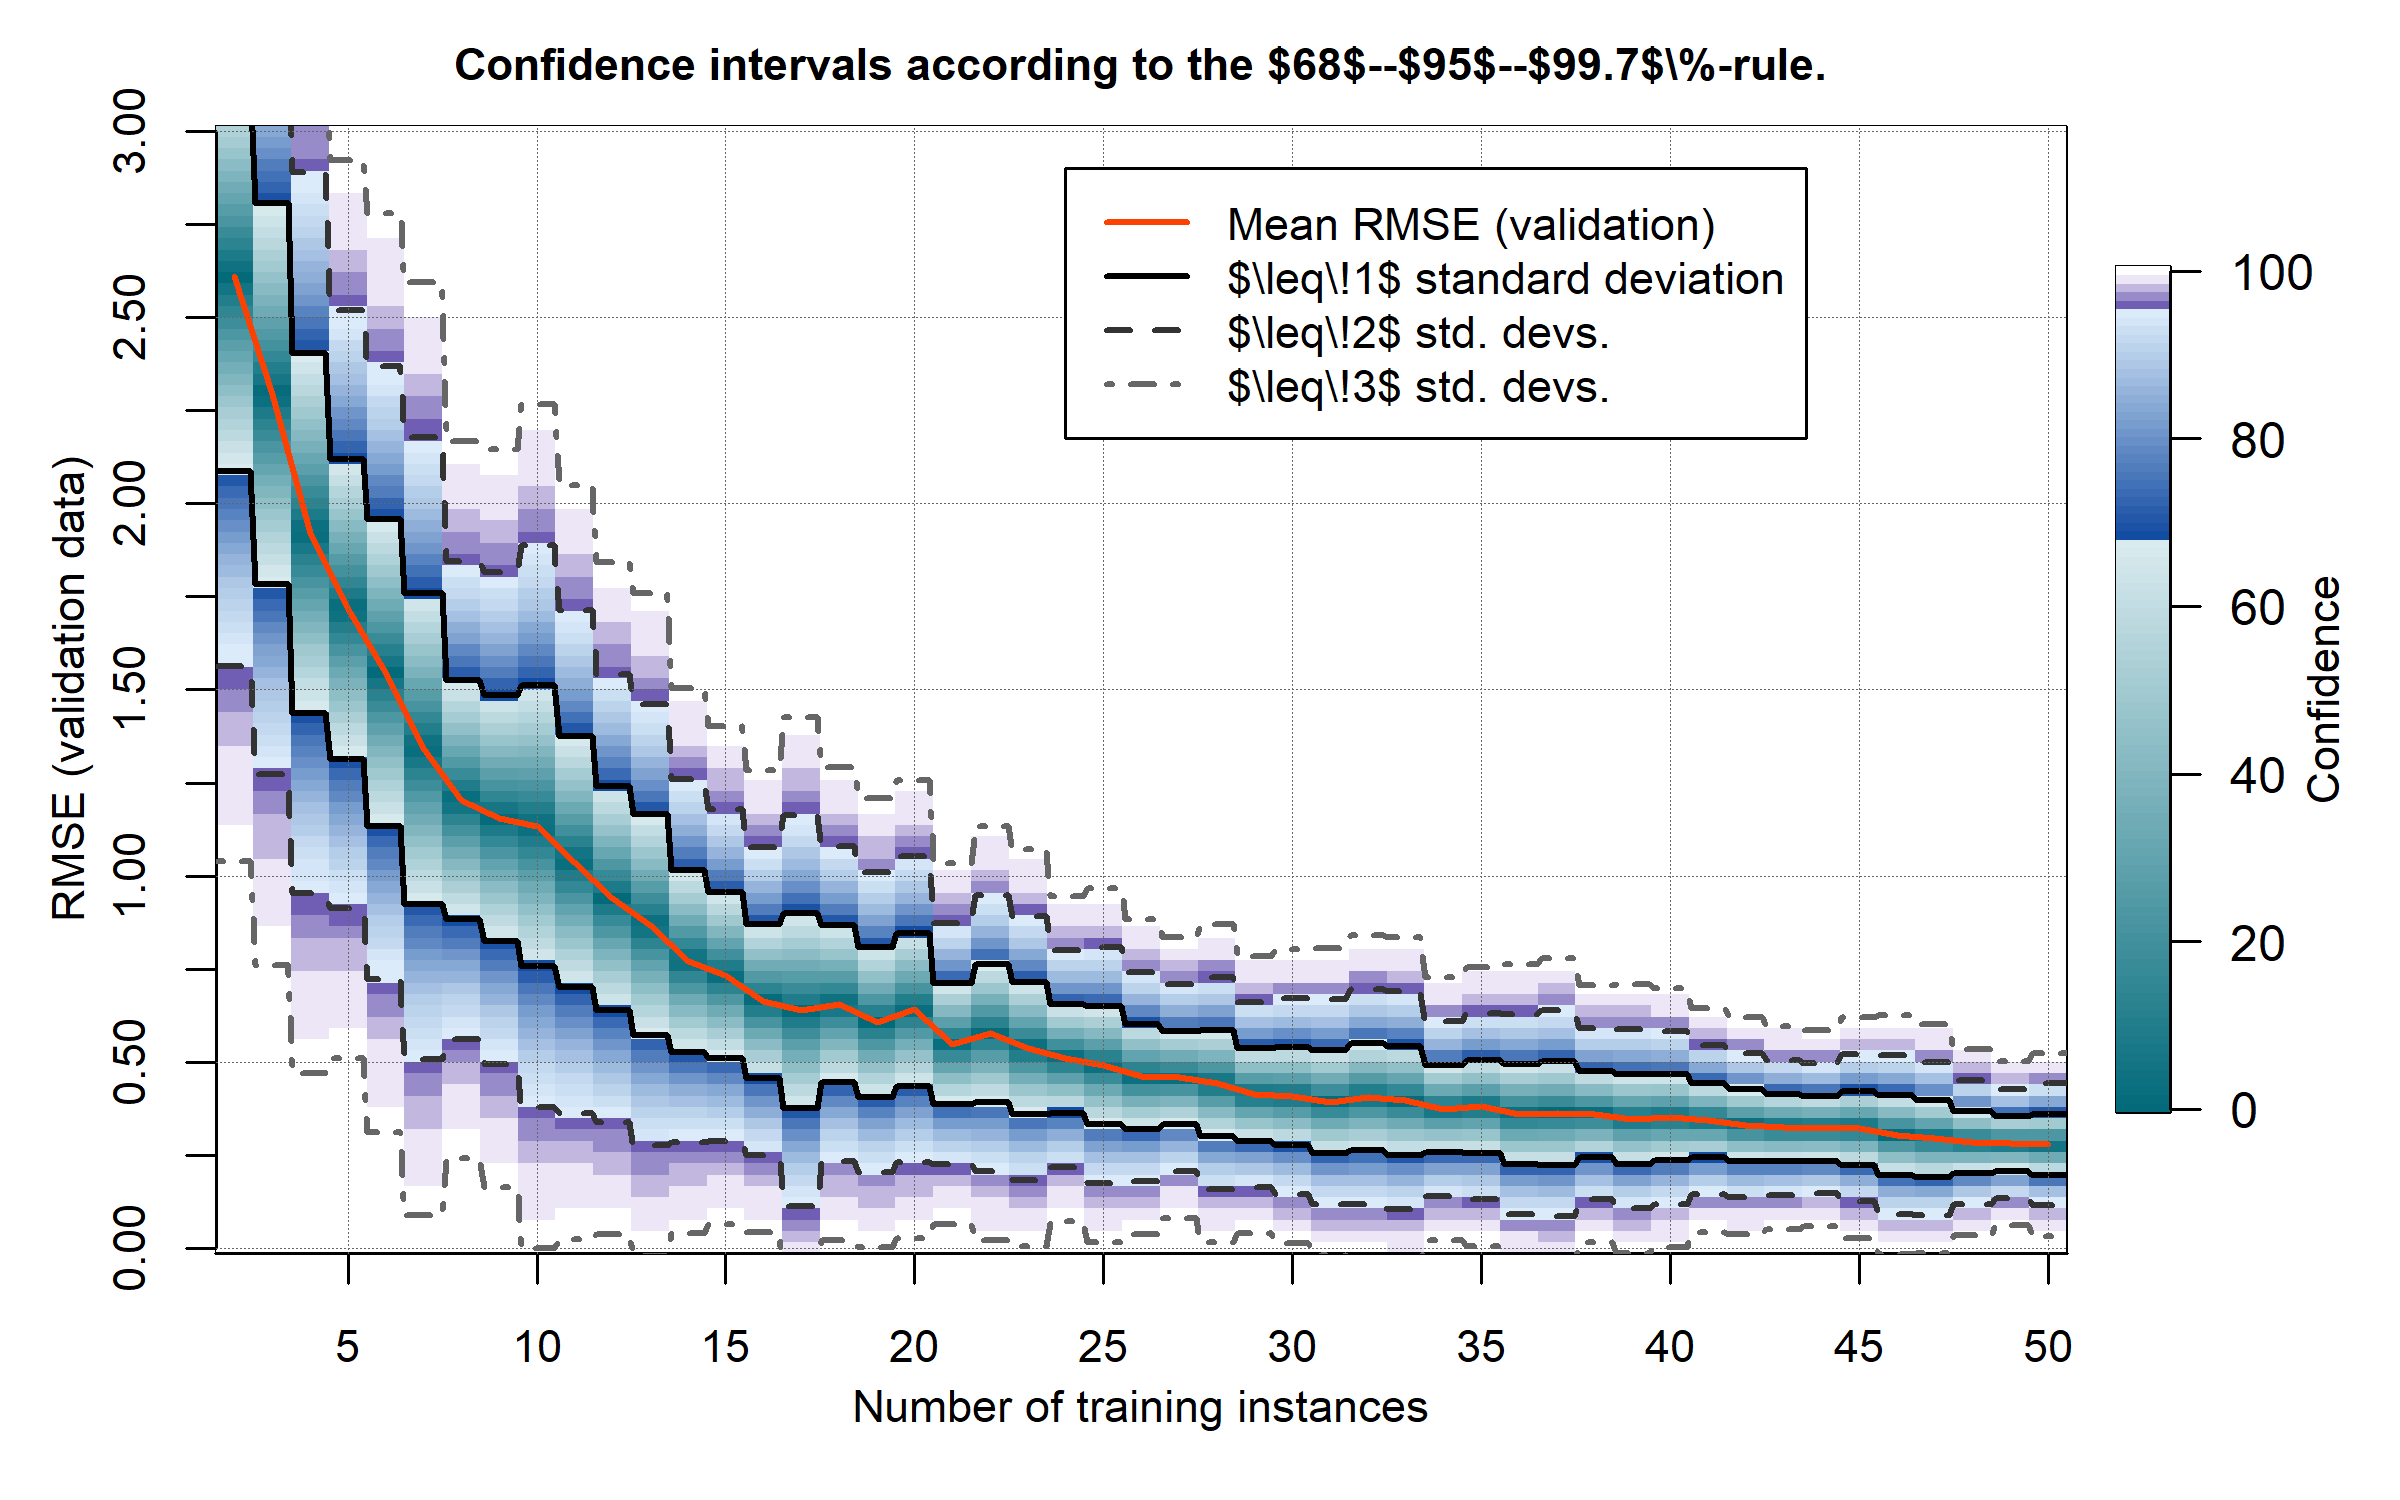 Confidence intervals according to the $68$--$95$--$99.7$\%-rule.
Mean RMSE (validation)
$\leq\!1$ standard deviation
$\leq\!2$ std. devs.
$\leq\!3$ std. devs.
RMSE (validation data)
3.00
2.50
2.00
1.50
1.00
0.50
0.00
5 10 15 20 25 30 35 40 45 50
Number of training instances
100
80
60
40
20
0
Confidence